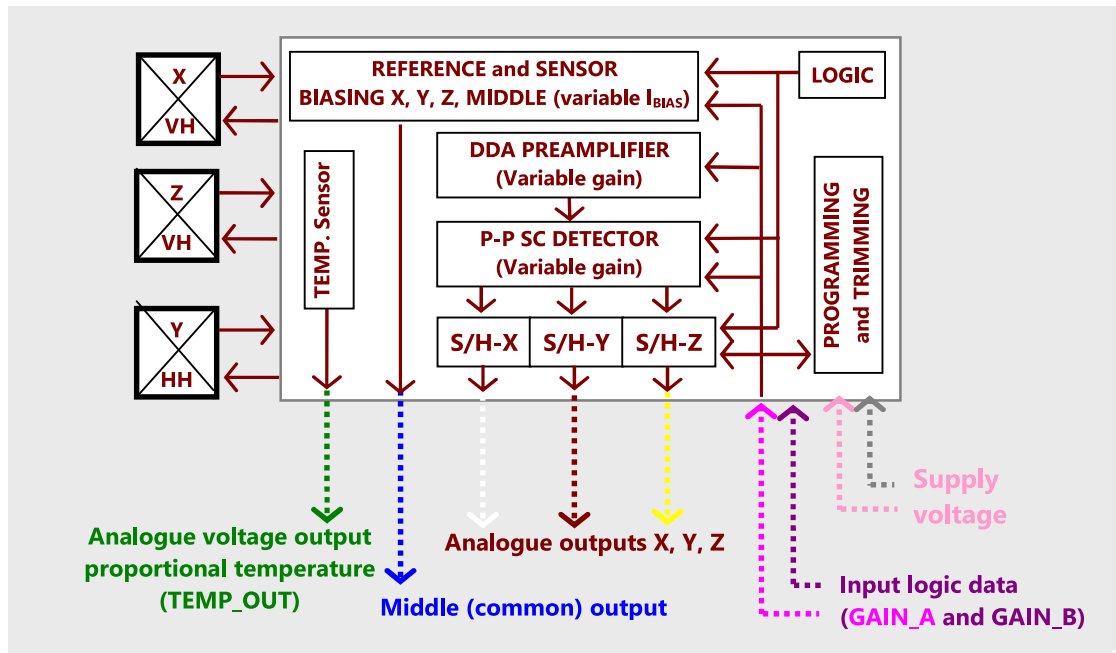 X
VH
Z
VH
Y
HH
REFERENCE and SENSOR
BIASING X, Y, Z, MIDDLE (variable IBIAS)
LOGIC
TEMP. Sensor
DDA PREAMPLIFIER
(Variable gain)
P-P SC DETECTOR
(Variable gain)
S/H-X
S/H-Y
S/H-Z
PROGRAMMING
and TRIMMING
Analogue voltage output
proportional temperature
(TEMP_OUT)
Middle (common) output
Analogue outputs X, Y, Z
Supply
voltage
Input logic data
(GAIN_A and GAIN_B)